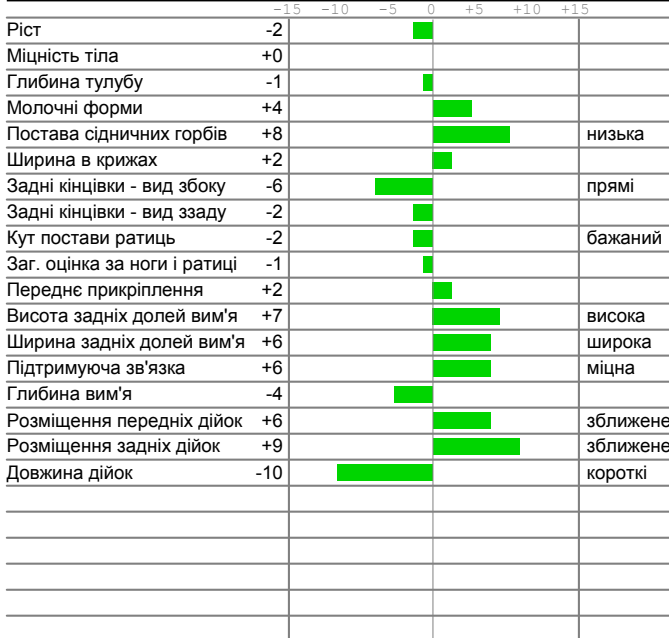 -15 -10 -5 0 +5 +10 +15
Ріст -2
Міцність тіла +0
Глибина тулубу -1
Молочні форми +4
Постава сідничних горбів +8 низька
Ширина в крижах +2
Задні кінцівки - вид збоку -6 прямі
Задні кінцівки - вид ззаду -2
Кут постави ратиць -2 бажаний
Заг. оцінка за ноги і ратиці -1
Переднє прикріплення +2
Висота задніх долей вим'я +7 висока
Ширина задніх долей вим'я +6 широка
Підтримуюча зв'язка +6 міцна
Глибина вим'я -4
Розміщення передніх дійок +6 зближене
Розміщення задніх дійок +9 зближене
Довжина дійок -10 короткі